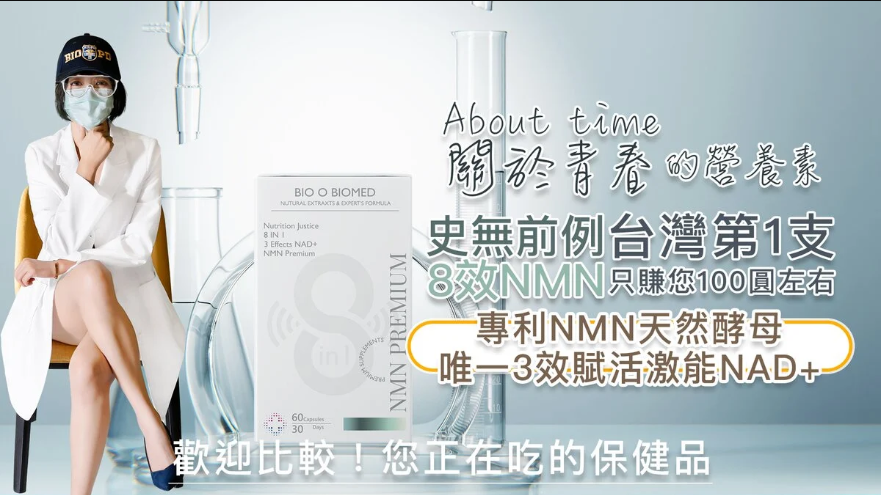 BIO PD
About time
關於青春的營養素
史無前例台灣第1支
8效NMN只賺您100圓左右
專利NMN天然酵母
唯一3效賦活激能NAD+
BIO O BIOMED
NUTURAL EXTRAKTS & EXPERT'S FORMULA
Nutrition Justice
8 IN 1
3 Effects NAD+
NMN Premium
8
in 1
PREMIUM SUPPLEMENTS
NMN PREMIUM
60 Capsules
30 Days
歡迎比較！您正在吃的保健品